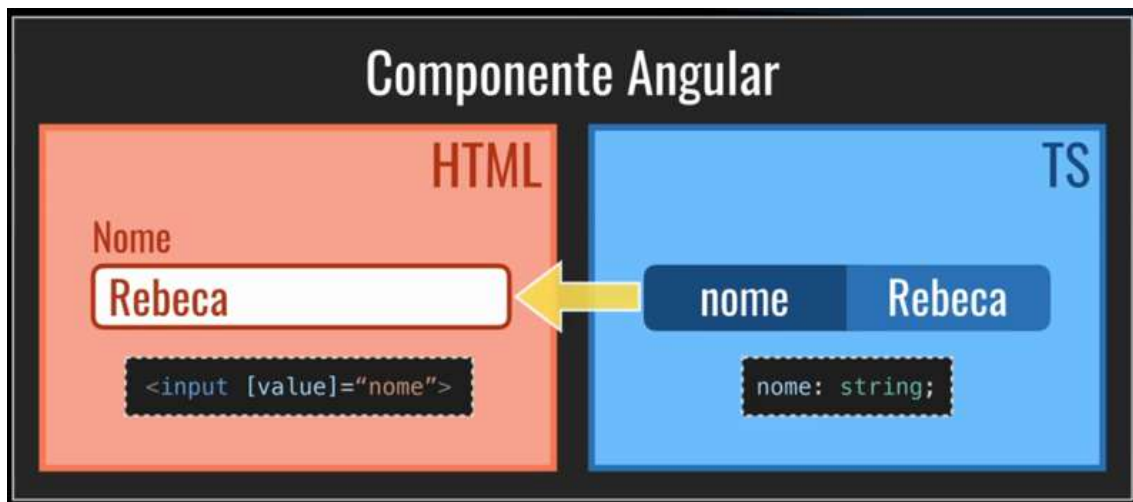 Componente Angular
HTML
Nome
Rebeca
<input [value]=“nome”>
TS
nome Rebeca
nome: string;